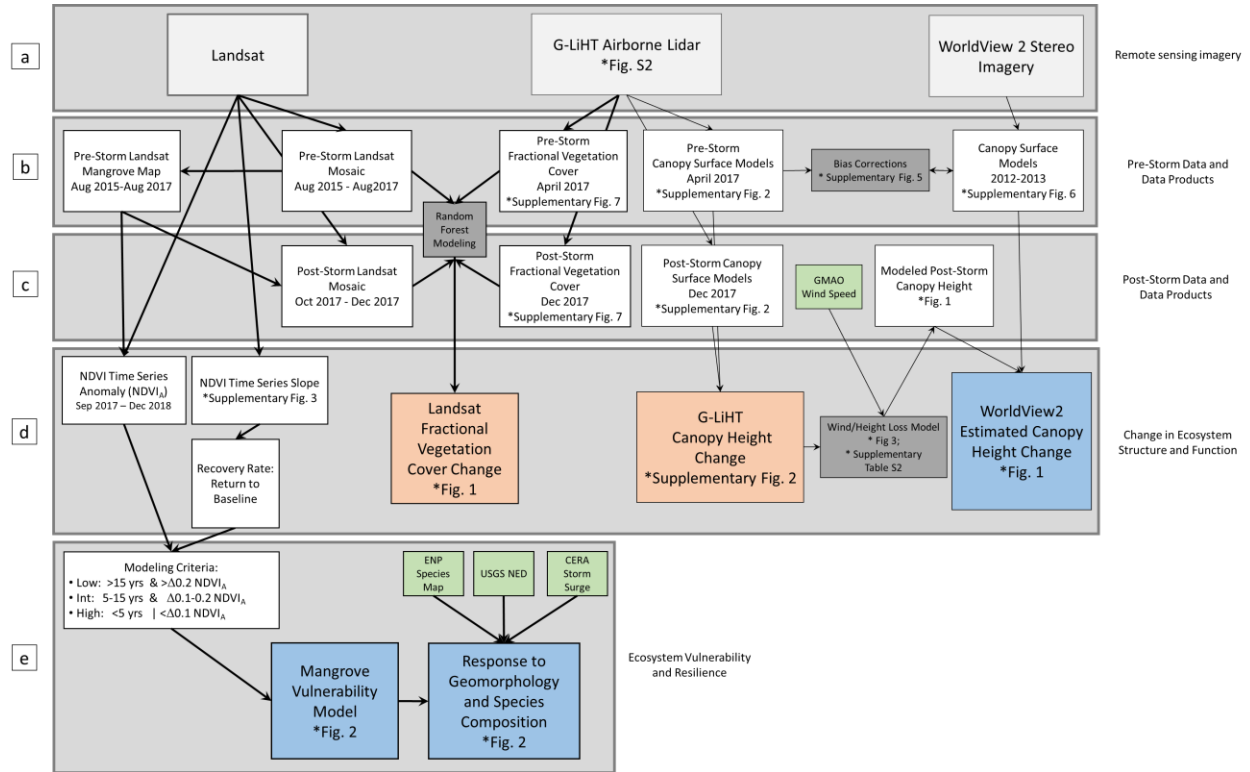 a
Landsat
G-LiHT Airborne Lidar
*Fig. S2
WorldView 2 Stereo
Imagery
Remote sensing imagery
b
Pre-Storm Landsat
Mangrove Map
Aug 2015-Aug 2017
Pre-Storm Landsat
Mosaic
Aug 2015 - Aug2017
Pre-Storm
Fractional Vegetation
Cover
April 2017
*Supplementary Fig. 7
Pre-Storm
Canopy Surface Models
April 2017
*Supplementary Fig. 2
Bias Corrections
* Supplementary Fig. 5
Canopy Surface
Models
2012-2013
*Supplementary Fig. 6
Pre-Storm Data and
Data Products
Random
Forest
Modeling
c
Post-Storm Landsat
Mosaic
Oct 2017 - Dec 2017
Post-Storm
Fractional Vegetation
Cover
Dec 2017
*Supplementary Fig. 7
Post-Storm Canopy
Surface Models
Dec 2017
*Supplementary Fig. 2
GMAO
Wind Speed
Modeled Post-Storm
Canopy Height
*Fig. 1
Post-Storm Data and
Data Products
d
NDVI Time Series
Anomaly (NDVIA)
Sep 2017 – Dec 2018
NDVI Time Series Slope
*Supplementary Fig. 3
Recovery Rate:
Return to
Baseline
Landsat
Fractional
Vegetation
Cover Change
*Fig. 1
G-LiHT
Canopy Height
Change
*Supplementary Fig. 2
Wind/Height Loss Model
* Fig 3;
* Supplementary
Table S2
WorldView2
Estimated Canopy
Height Change
*Fig. 1
Change in Ecosystem
Structure and Function
e
Modeling Criteria:
• Low: >15 yrs & >Δ0.2 NDVIA
• Int: 5-15 yrs & Δ0.1-0.2 NDVIA
• High: <5 yrs | <Δ0.1 NDVIA
ENP
Species
Map
USGS NED
CERA
Storm
Surge
Mangrove
Vulnerability
Model
*Fig. 2
Response to
Geomorphology
and Species
Composition
*Fig. 2
Ecosystem Vulnerability
and Resilience